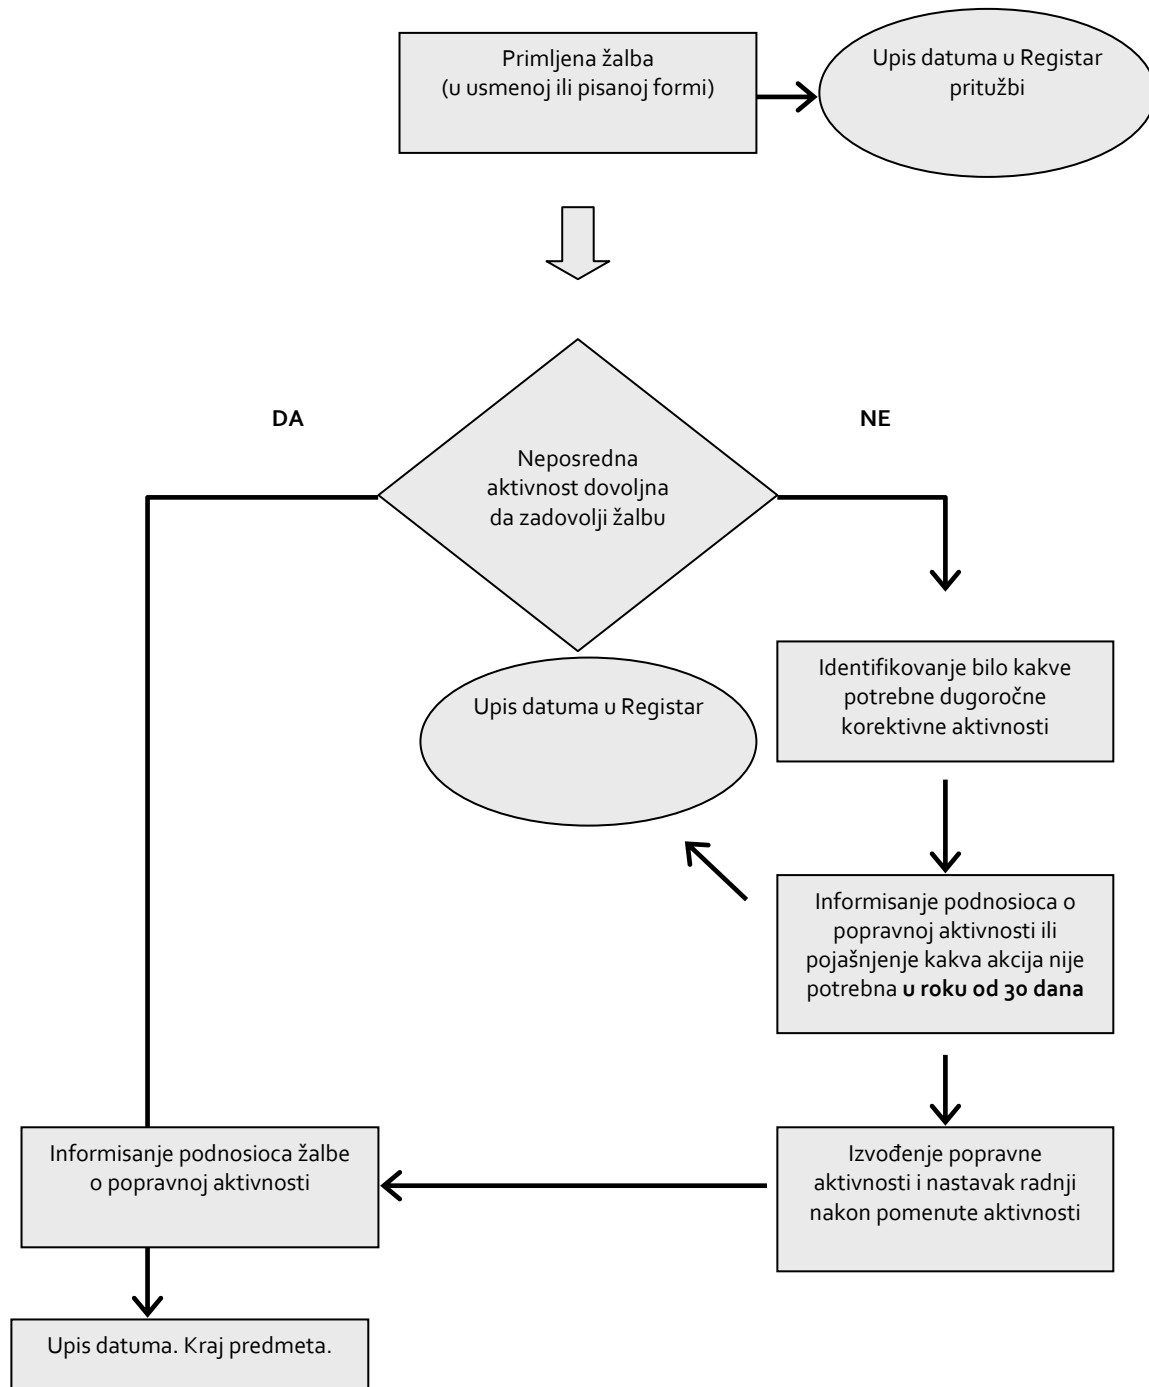 Primljena žalba
(u usmenoj ili pisanoj formi)
Upis datuma u Registar
pritužbi
DA
NE
Neposredna
aktivnost dovoljna
da zadovolji žalbu
Identifikovanje bilo kakve
potrebne dugoročne
korektivne aktivnosti
Upis datuma u Registar
Informisanje podnosioca o
popravnoj aktivnosti ili
pojašnjenje kakva akcija nije
potrebna u roku od 30 dana
Informisanje podnosioca žalbe
o popravnoj aktivnosti
Izvođenje popravne
aktivnosti i nastavak radnji
nakon pomenute aktivnosti
Upis datuma. Kraj predmeta.